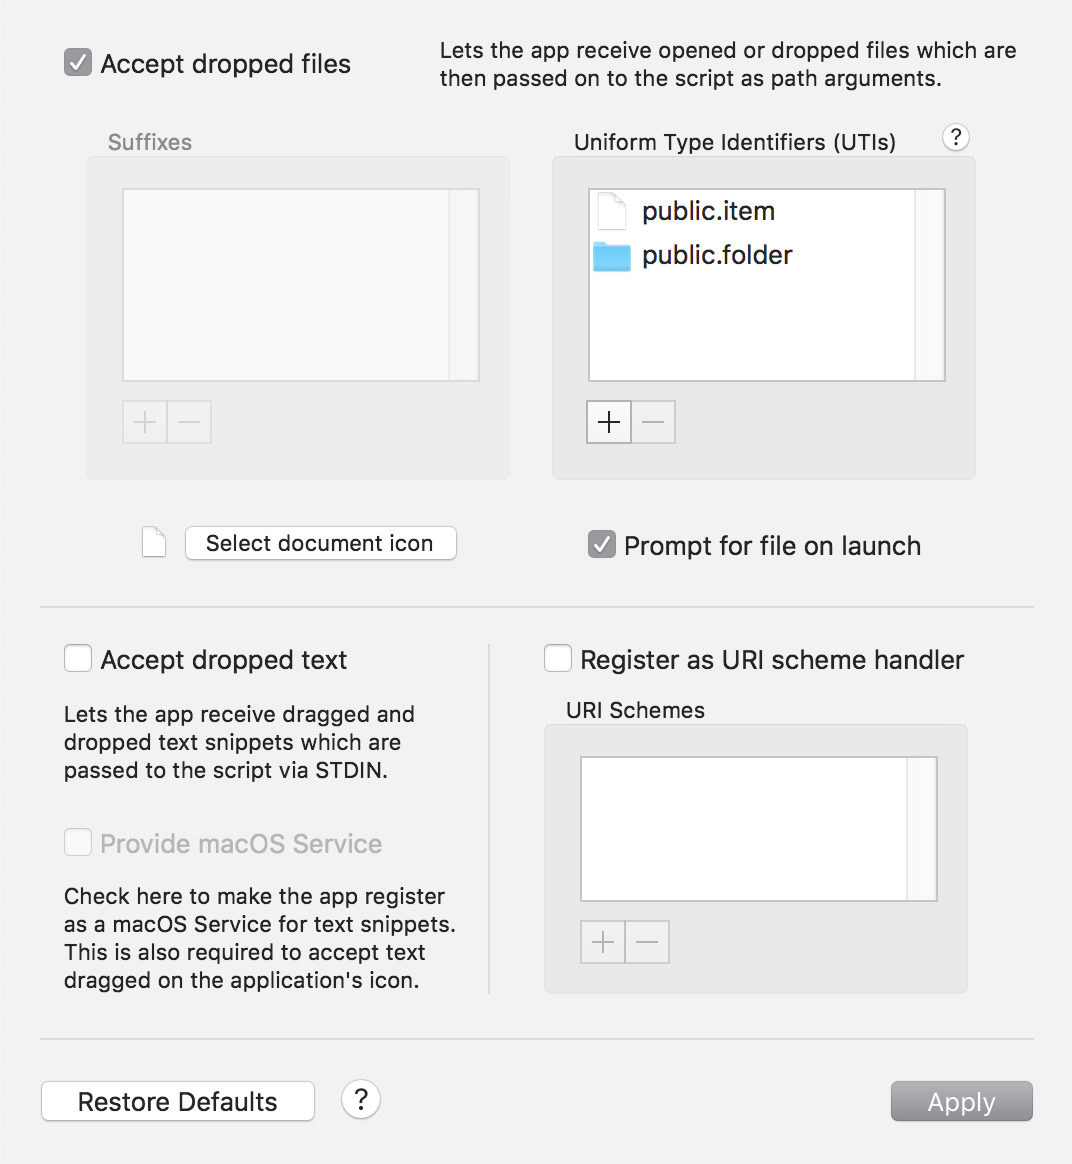 Accept dropped files
Lets the app receive opened or dropped files which are
then passed on to the script as path arguments.
Suffixes
Uniform Type Identifiers (UTIs)
?
public.item
public.folder
Select document icon
Prompt for file on launch
Accept dropped text
Lets the app receive dragged and
dropped text snippets which are
passed to the script via STDIN.
Provide macOS Service
Check here to make the app register
as a macOS Service for text snippets.
This is also required to accept text
dragged on the application's icon.
Register as URI scheme handler
URI Schemes
Restore Defaults
?
Apply